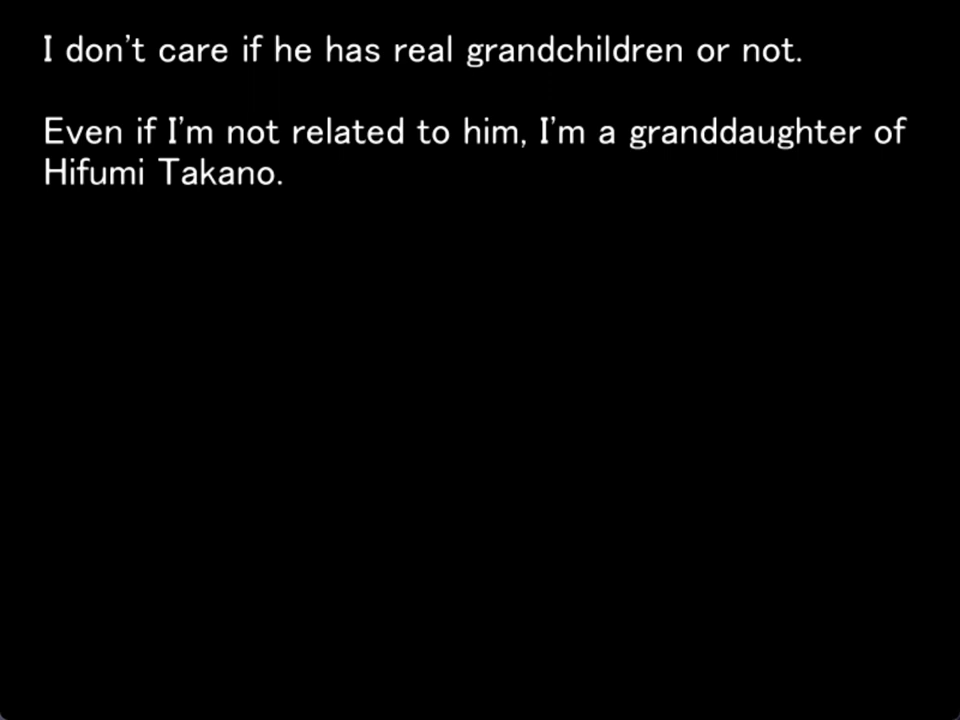 I don't care if he has real grandchildren or not.
Even if I'm not related to him, I'm a granddaughter of
Hifumi Takano.